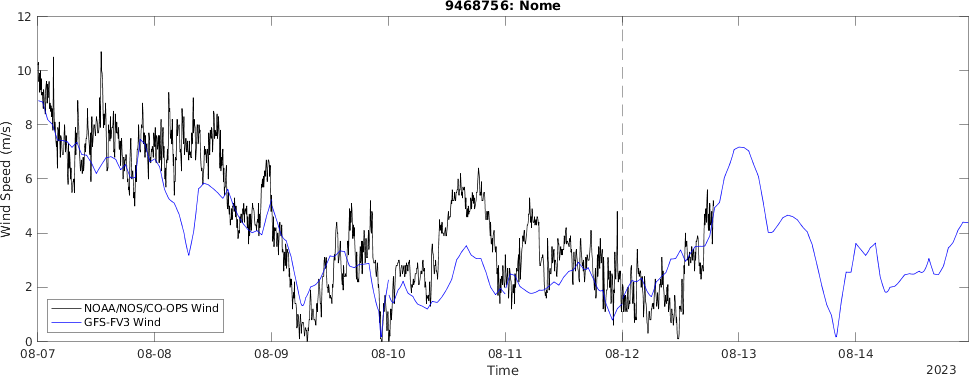 9468756: Nome
12
10
8
6
4
2
0
Wind Speed (m/s)
NOAA/NOS/CO-OPS Wind
GFS-FV3 Wind
08-07 08-08 08-09 08-10 08-11 08-12 08-13 08-14
Time
2023